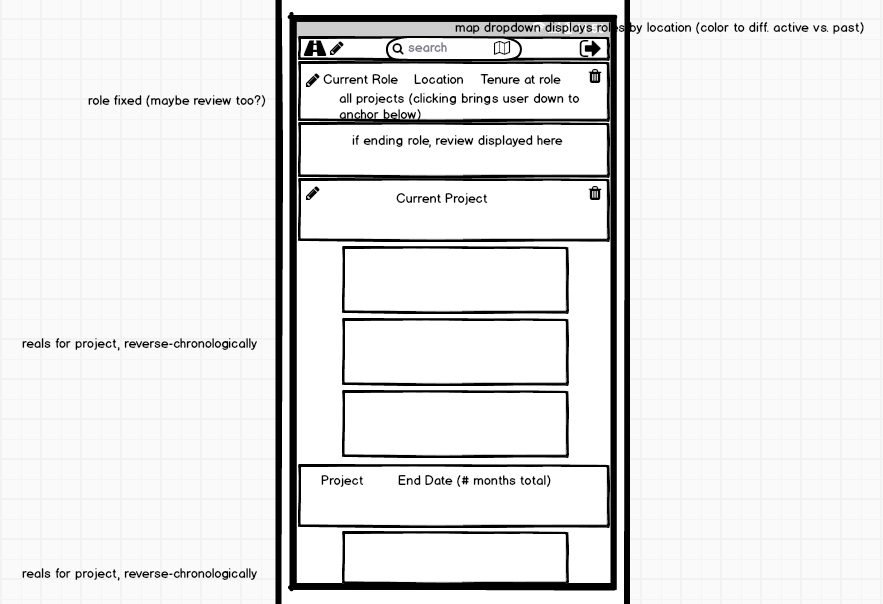 map dropdown displays roles by location (color to diff. active vs. past)
search
Current Role Location Tenure at role
all projects (clicking brings user down to
anchor below)
role fixed (maybe review too?)
if ending role, review displayed here
Current Project
reals for project, reverse-chronologically
Project End Date (# months total)
reals for project, reverse-chronologically